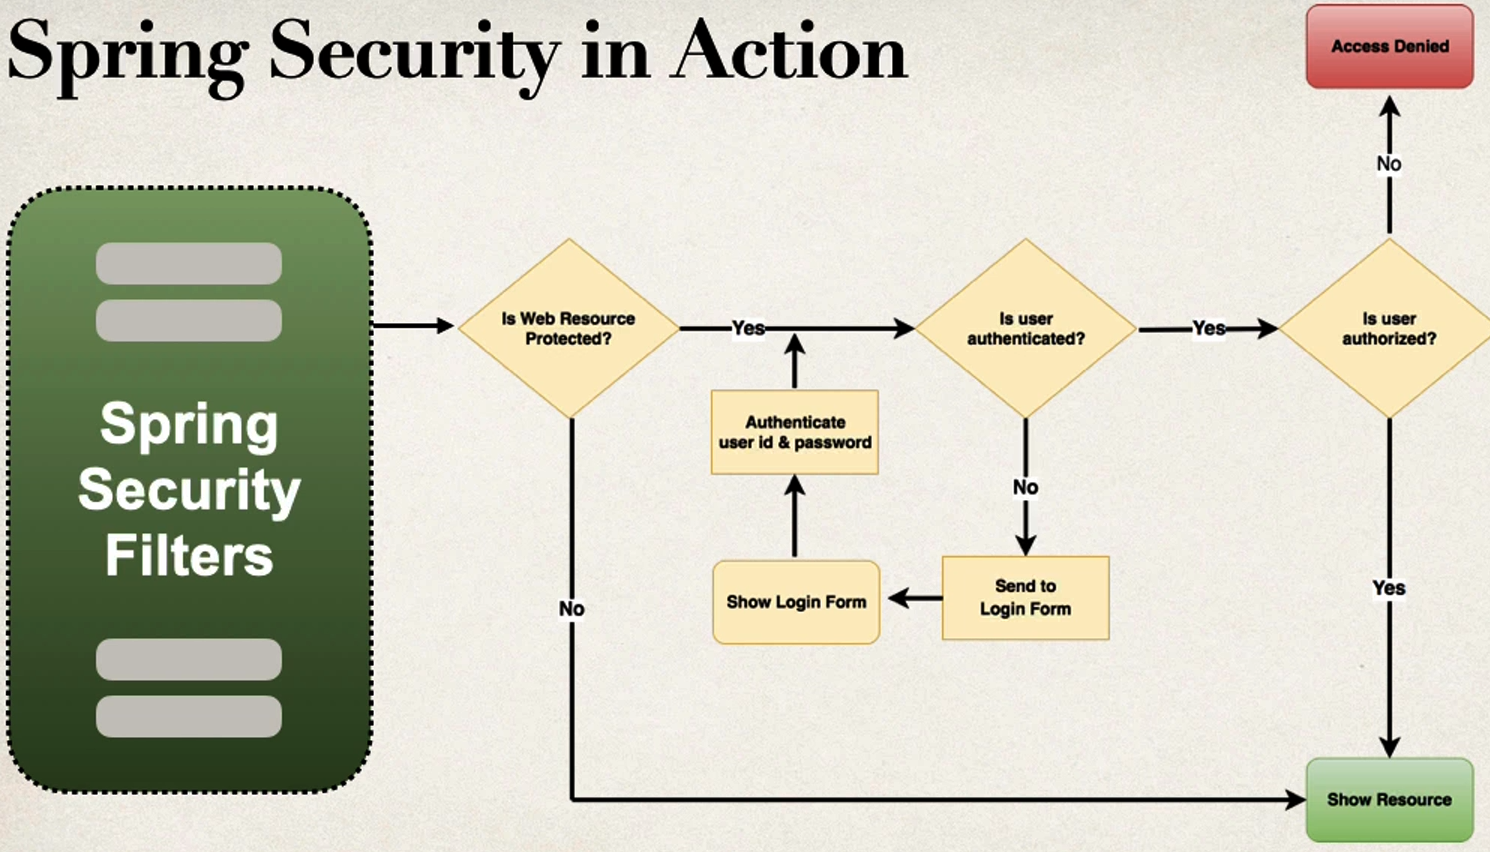 Spring Security in Action
Access Denied
No
Spring
Security
Filters
Is Web Resource
Protected?
Yes
Is user
authenticated?
Yes
Is user
authorized?
Authenticate
user id & password
No
Show Login Form
Send to
Login Form
No
Yes
Show Resource